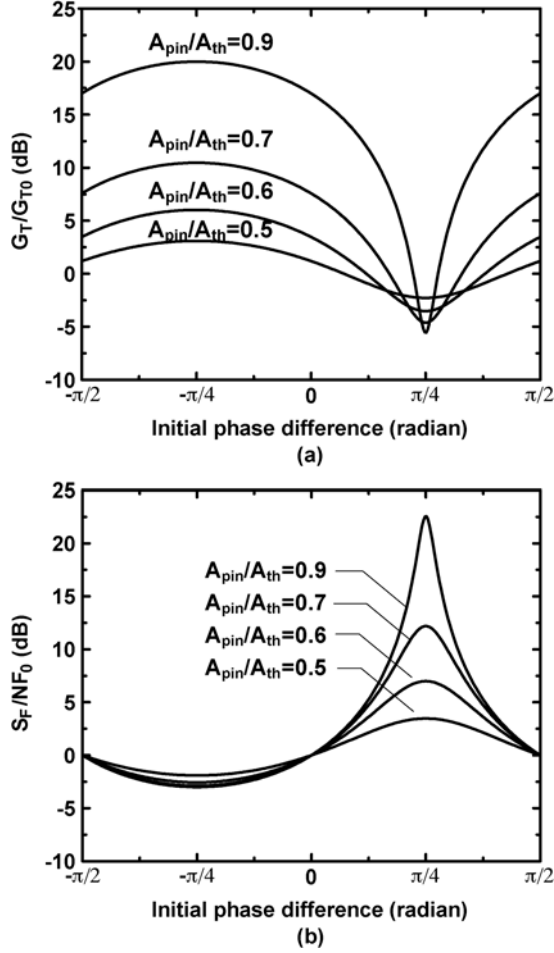 25
20
15
10
5
0
-5
-10
G_T/G_T0 (dB)
A_pin/A_th=0.9
A_pin/A_th=0.7
A_pin/A_th=0.6
A_pin/A_th=0.5
-π/2 -π/4 0 π/4 π/2
Initial phase difference (radian)
(a)
25
20
15
10
5
0
-5
-10
S_F/NF_0 (dB)
A_pin/A_th=0.9
A_pin/A_th=0.7
A_pin/A_th=0.6
A_pin/A_th=0.5
-π/2 -π/4 0 π/4 π/2
Initial phase difference (radian)
(b)